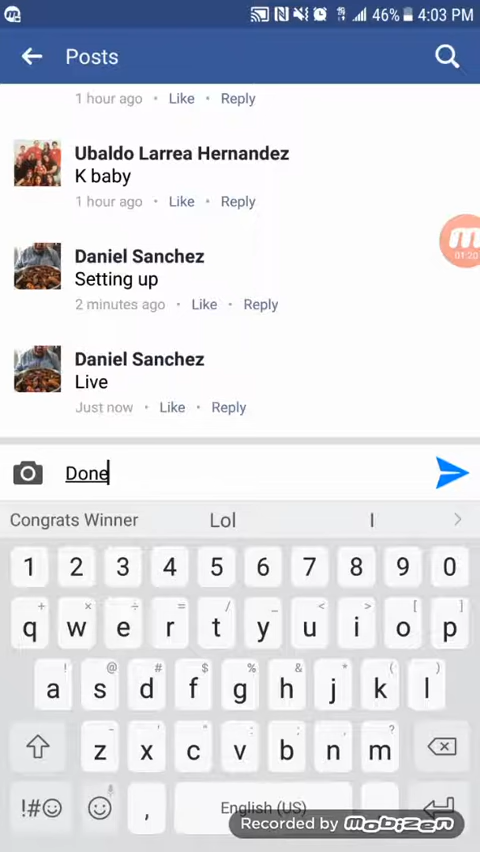 46% 4:03 PM
Posts
1 hour ago • Like • Reply
Ubaldo Larrea Hernandez
K baby
1 hour ago • Like • Reply
Daniel Sanchez
Setting up
2 minutes ago • Like • Reply
Daniel Sanchez
Live
Just now • Like • Reply
01:20
Done
Congrats Winner Lol I
1 2 3 4 5 6 7 8 9 0
+ × ÷ = / _ < > [ ]
q w e r t y u i o p
! @ # $ % & * ( )
a s d f g h j k l
- ' " : ; , ?
z x c v b n m
!#☺ , English (US)
Recorded by mobizen